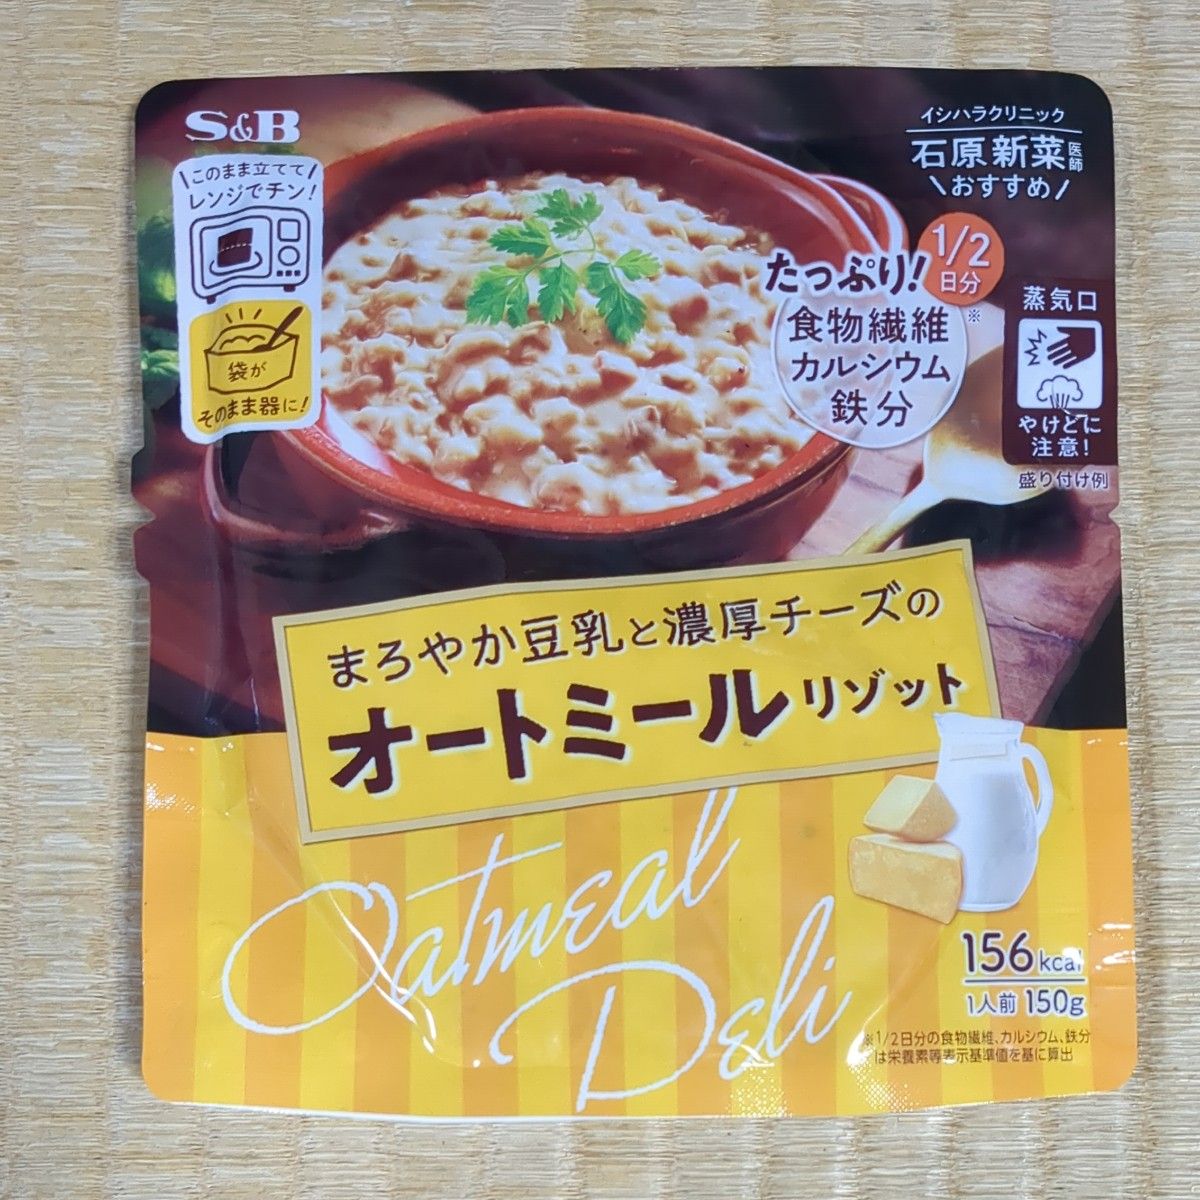 S&B
このまま立てて
レンジでチン!
袋が
そのまま器に!
イシハラクリニック
石原新菜医師
おすすめ
たっぷり!
1/2
日分
※
食物繊維
カルシウム
鉄分
蒸気口
やけどに
注意!
盛り付け例
まろやか豆乳と濃厚チーズの
オートミールリゾット
Oatmeal
Deli
156kcal
1人前 150g
※1/2日分の食物繊維、カルシウム、鉄分
は栄養素等表示基準値を基に算出